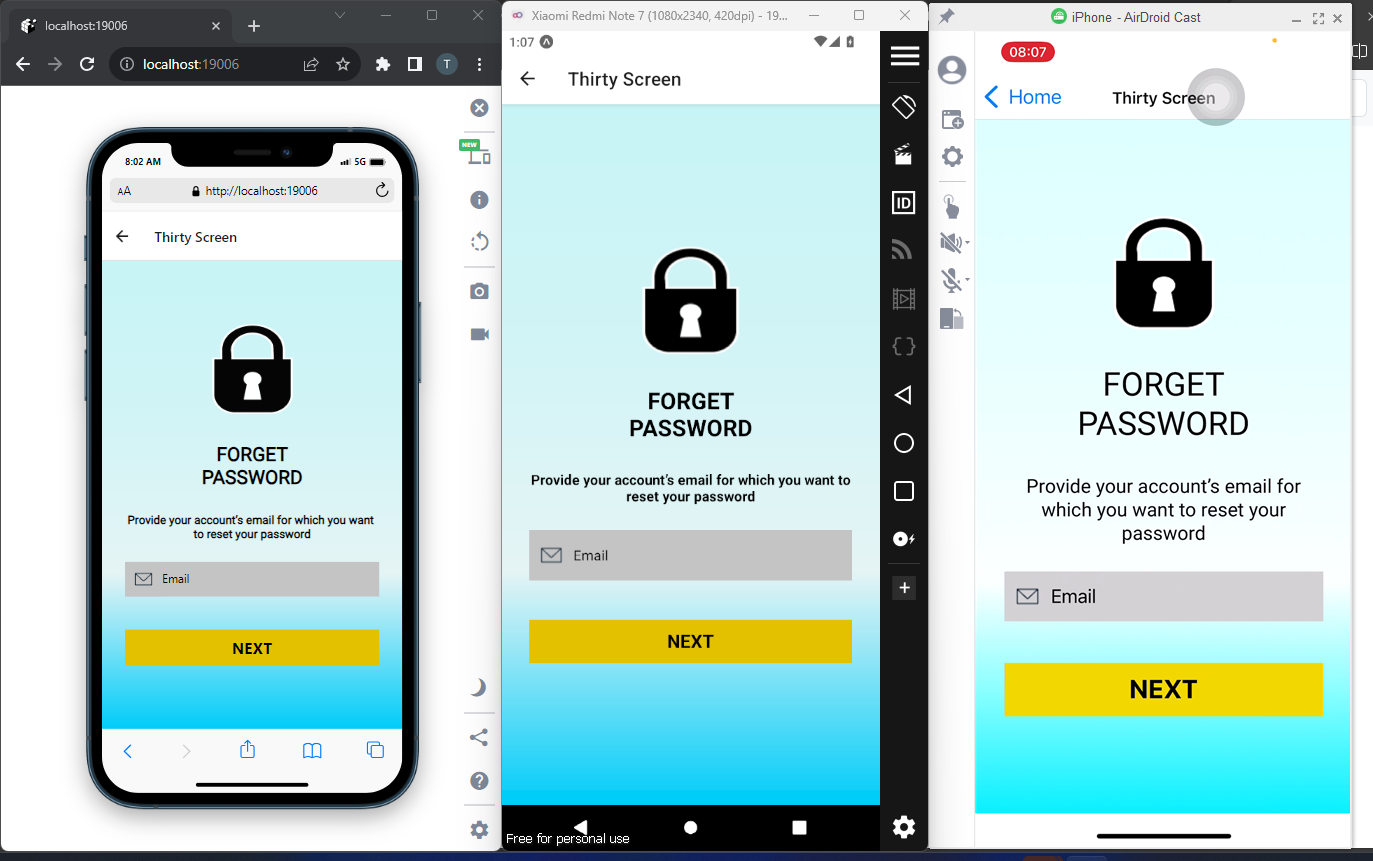 localhost:19006
localhost:19006
T
NEW
8:02 AM
5G
AA
http://localhost:19006
Thirty Screen
FORGET
PASSWORD
Provide your account’s email for which you want
to reset your password
Email
NEXT
Xiaomi Redmi Note 7 (1080x2340, 420dpi) - 19...
1:07
Thirty Screen
FORGET
PASSWORD
Provide your account’s email for which you want to
reset your password
Email
NEXT
Free for personal use
ID
iPhone - AirDroid Cast
08:07
Home
Thirty Screen
FORGET
PASSWORD
Provide your account’s email for
which you want to reset your
password
Email
NEXT